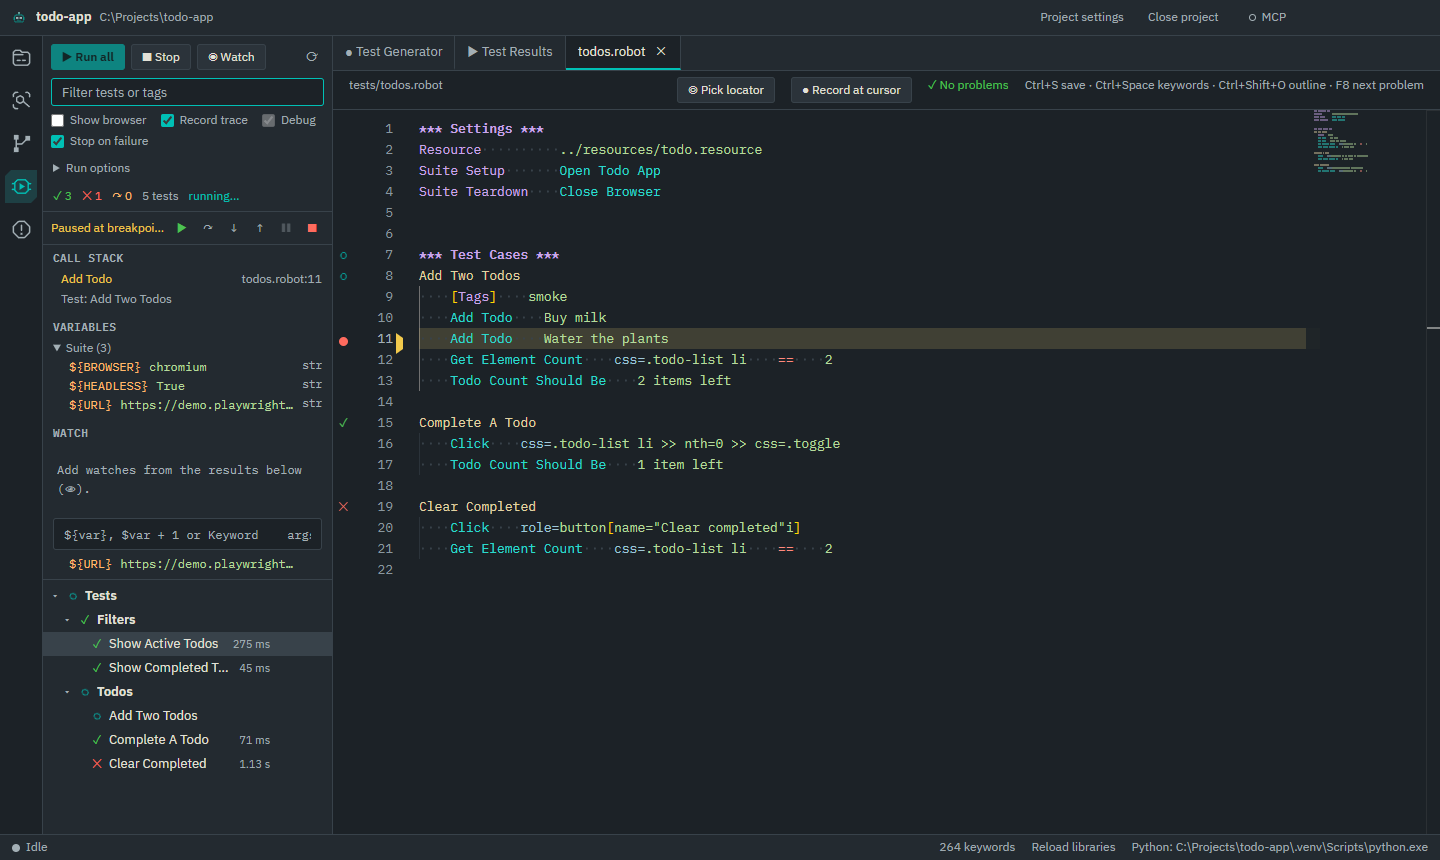 todo-app C:\Projects\todo-app
Project settings Close project MCP
Run all Stop Watch
Filter tests or tags
Show browser Record trace Debug
Stop on failure
Run options
✓3 ✕1 ↷0 5 tests running...
Paused at breakpoi...
CALL STACK
Add Todo todos.robot:11
Test: Add Two Todos
VARIABLES
Suite (3)
${BROWSER} chromium str
${HEADLESS} True str
${URL} https://demo.playwright… str
WATCH
Add watches from the results below
(👁).
${var}, $var + 1 or Keyword    args
${URL} https://demo.playwright…
Tests
✓ Filters
✓ Show Active Todos 275 ms
✓ Show Completed T... 45 ms
Todos
Add Two Todos
✓ Complete A Todo 71 ms
✕ Clear Completed 1.13 s
● Test Generator ▶ Test Results todos.robot ✕
tests/todos.robot Pick locator ● Record at cursor ✓ No problems Ctrl+S save · Ctrl+Space keywords · Ctrl+Shift+O outline · F8 next problem
1 *** Settings ***
2 Resource··········../resources/todo.resource
3 Suite Setup·······Open Todo App
4 Suite Teardown····Close Browser
5
6
7 *** Test Cases ***
8 Add Two Todos
9 ····[Tags]····smoke
10 ····Add Todo····Buy milk
11     Add Todo    Water the plants
12 ····Get Element Count····css=.todo-list li····==····2
13 ····Todo Count Should Be····2 items left
14
15 Complete A Todo
16 ····Click····css=.todo-list li >> nth=0 >> css=.toggle
17 ····Todo Count Should Be····1 item left
18
19 Clear Completed
20 ····Click····role=button[name="Clear completed"i]
21 ····Get Element Count····css=.todo-list li····==····2
22
Idle
264 keywords Reload libraries Python: C:\Projects\todo-app\.venv\Scripts\python.exe